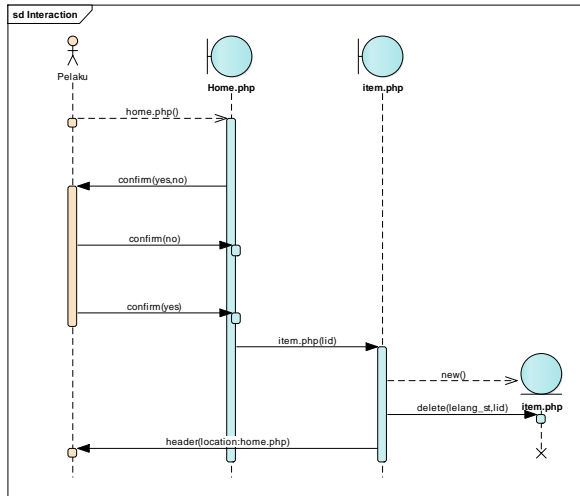 sd Interaction
Pelaku
Home.php
item.php
home.php()
confirm(yes,no)
confirm(no)
confirm(yes)
item.php(lid)
new()
item.php
delete(lelang_st,lid)
header(location:home.php)